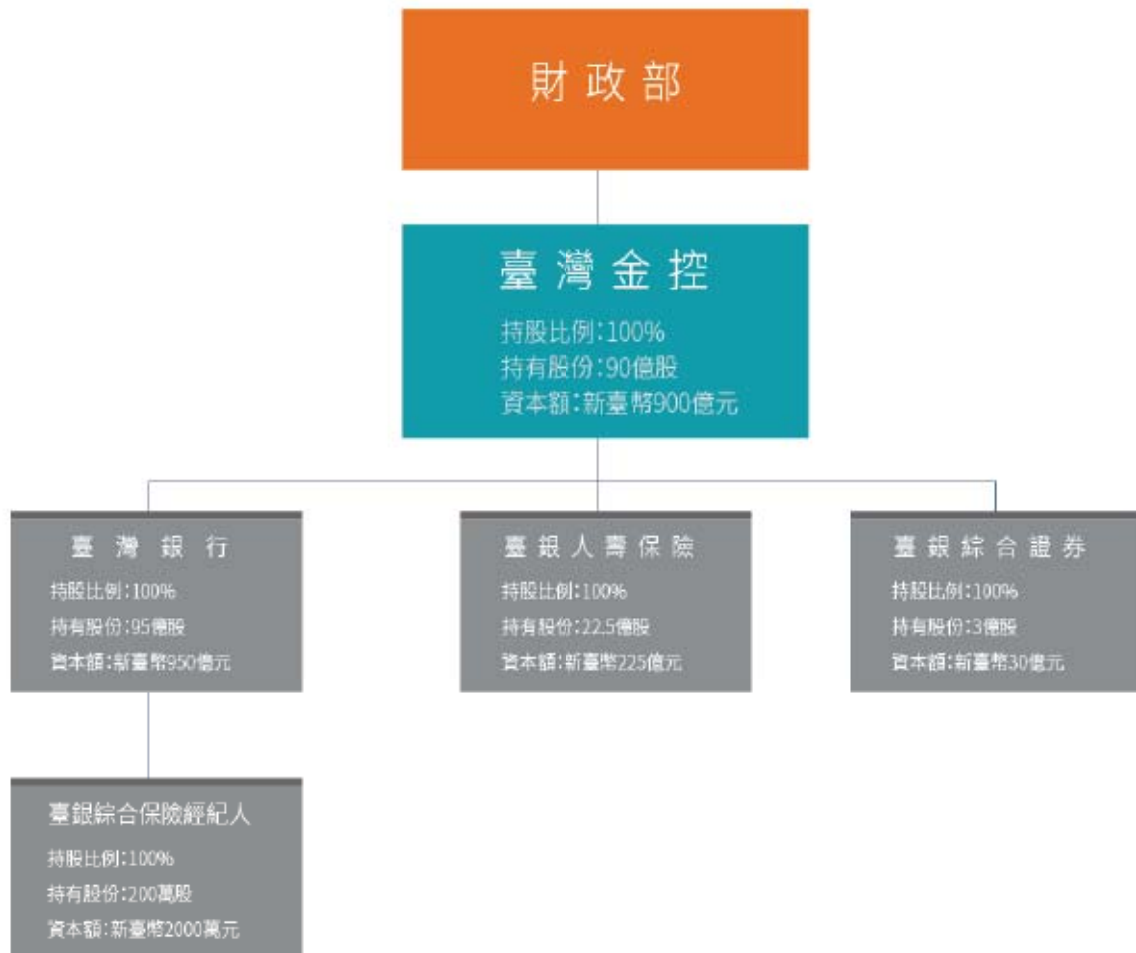 財政部
臺灣金控
持股比例:100%
持有股份:90億股
資本額:新臺幣900億元
臺灣銀行
持股比例:100%
持有股份:95億股
資本額:新臺幣950億元
臺銀人壽保險
持股比例:100%
持有股份:22.5億股
資本額:新臺幣225億元
臺銀綜合證券
持股比例:100%
持有股份:3億股
資本額:新臺幣30億元
臺銀綜合保險經紀人
持股比例:100%
持有股份:200萬股
資本額:新臺幣2000萬元